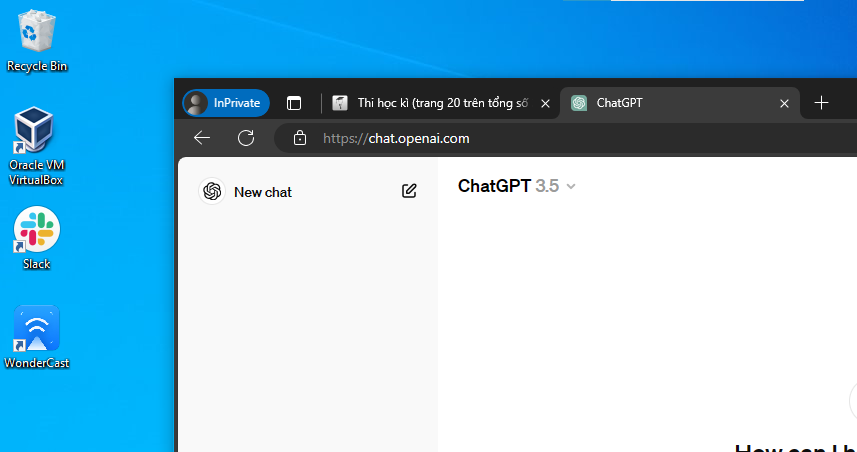 Recycle Bin
Oracle VM
VirtualBox
Slack
WonderCast
InPrivate
Thi học kì (trang 20 trên tổng số
ChatGPT
https://chat.openai.com
New chat
ChatGPT 3.5
How can I